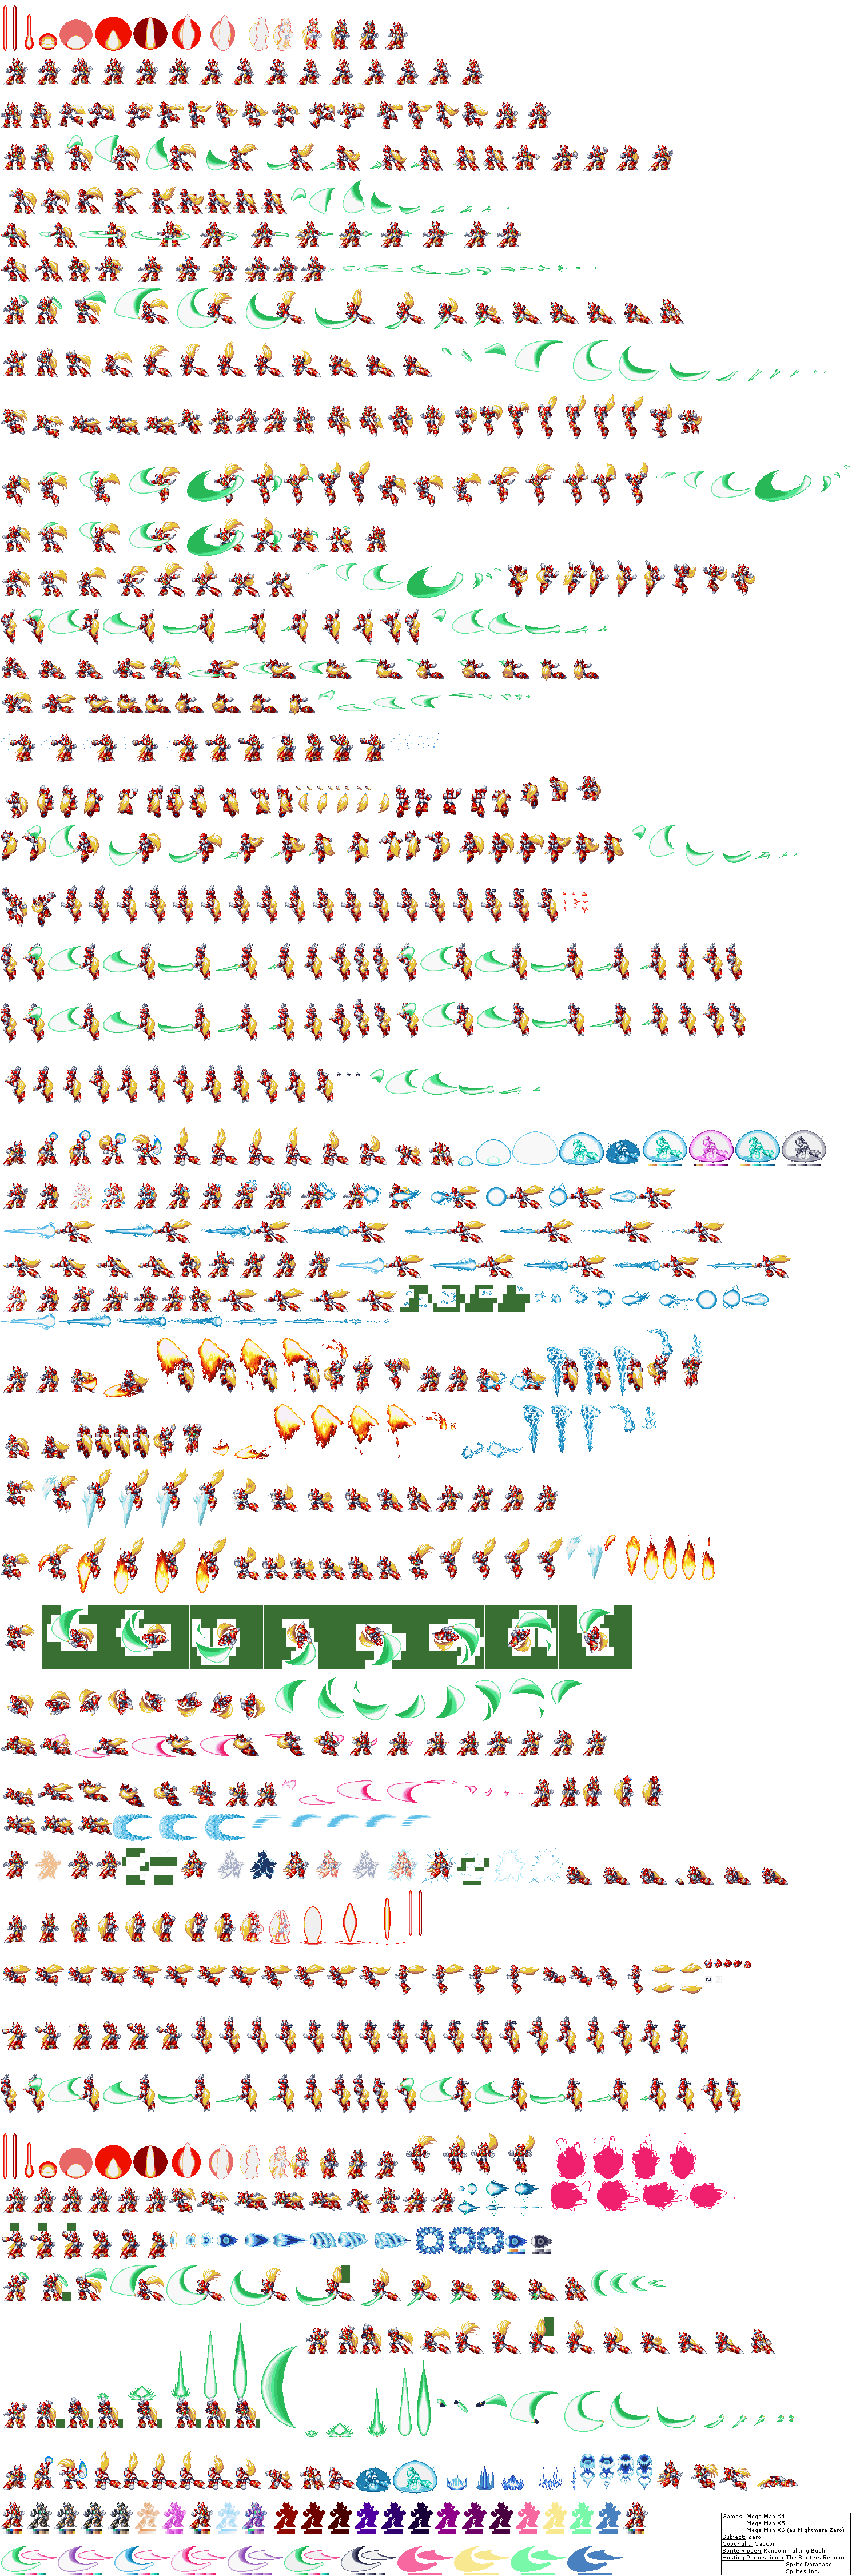 Games: Mega Man X4
Mega Man X5
Mega Man X6 (as Nightmare Zero)
Subject: Zero
Copyright: Capcom
Sprite Ripper: Random Talking Bush
Hosting Permissions: The Spriters Resource
Sprite Database
Sprites Inc.